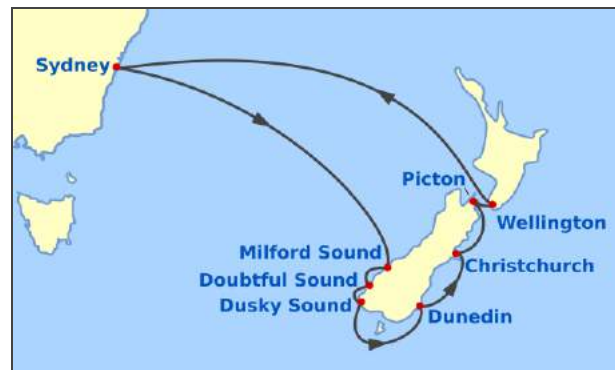 Sydney
Picton
Wellington
Milford Sound
Christchurch
Doubtful Sound
Dusky Sound
Dunedin